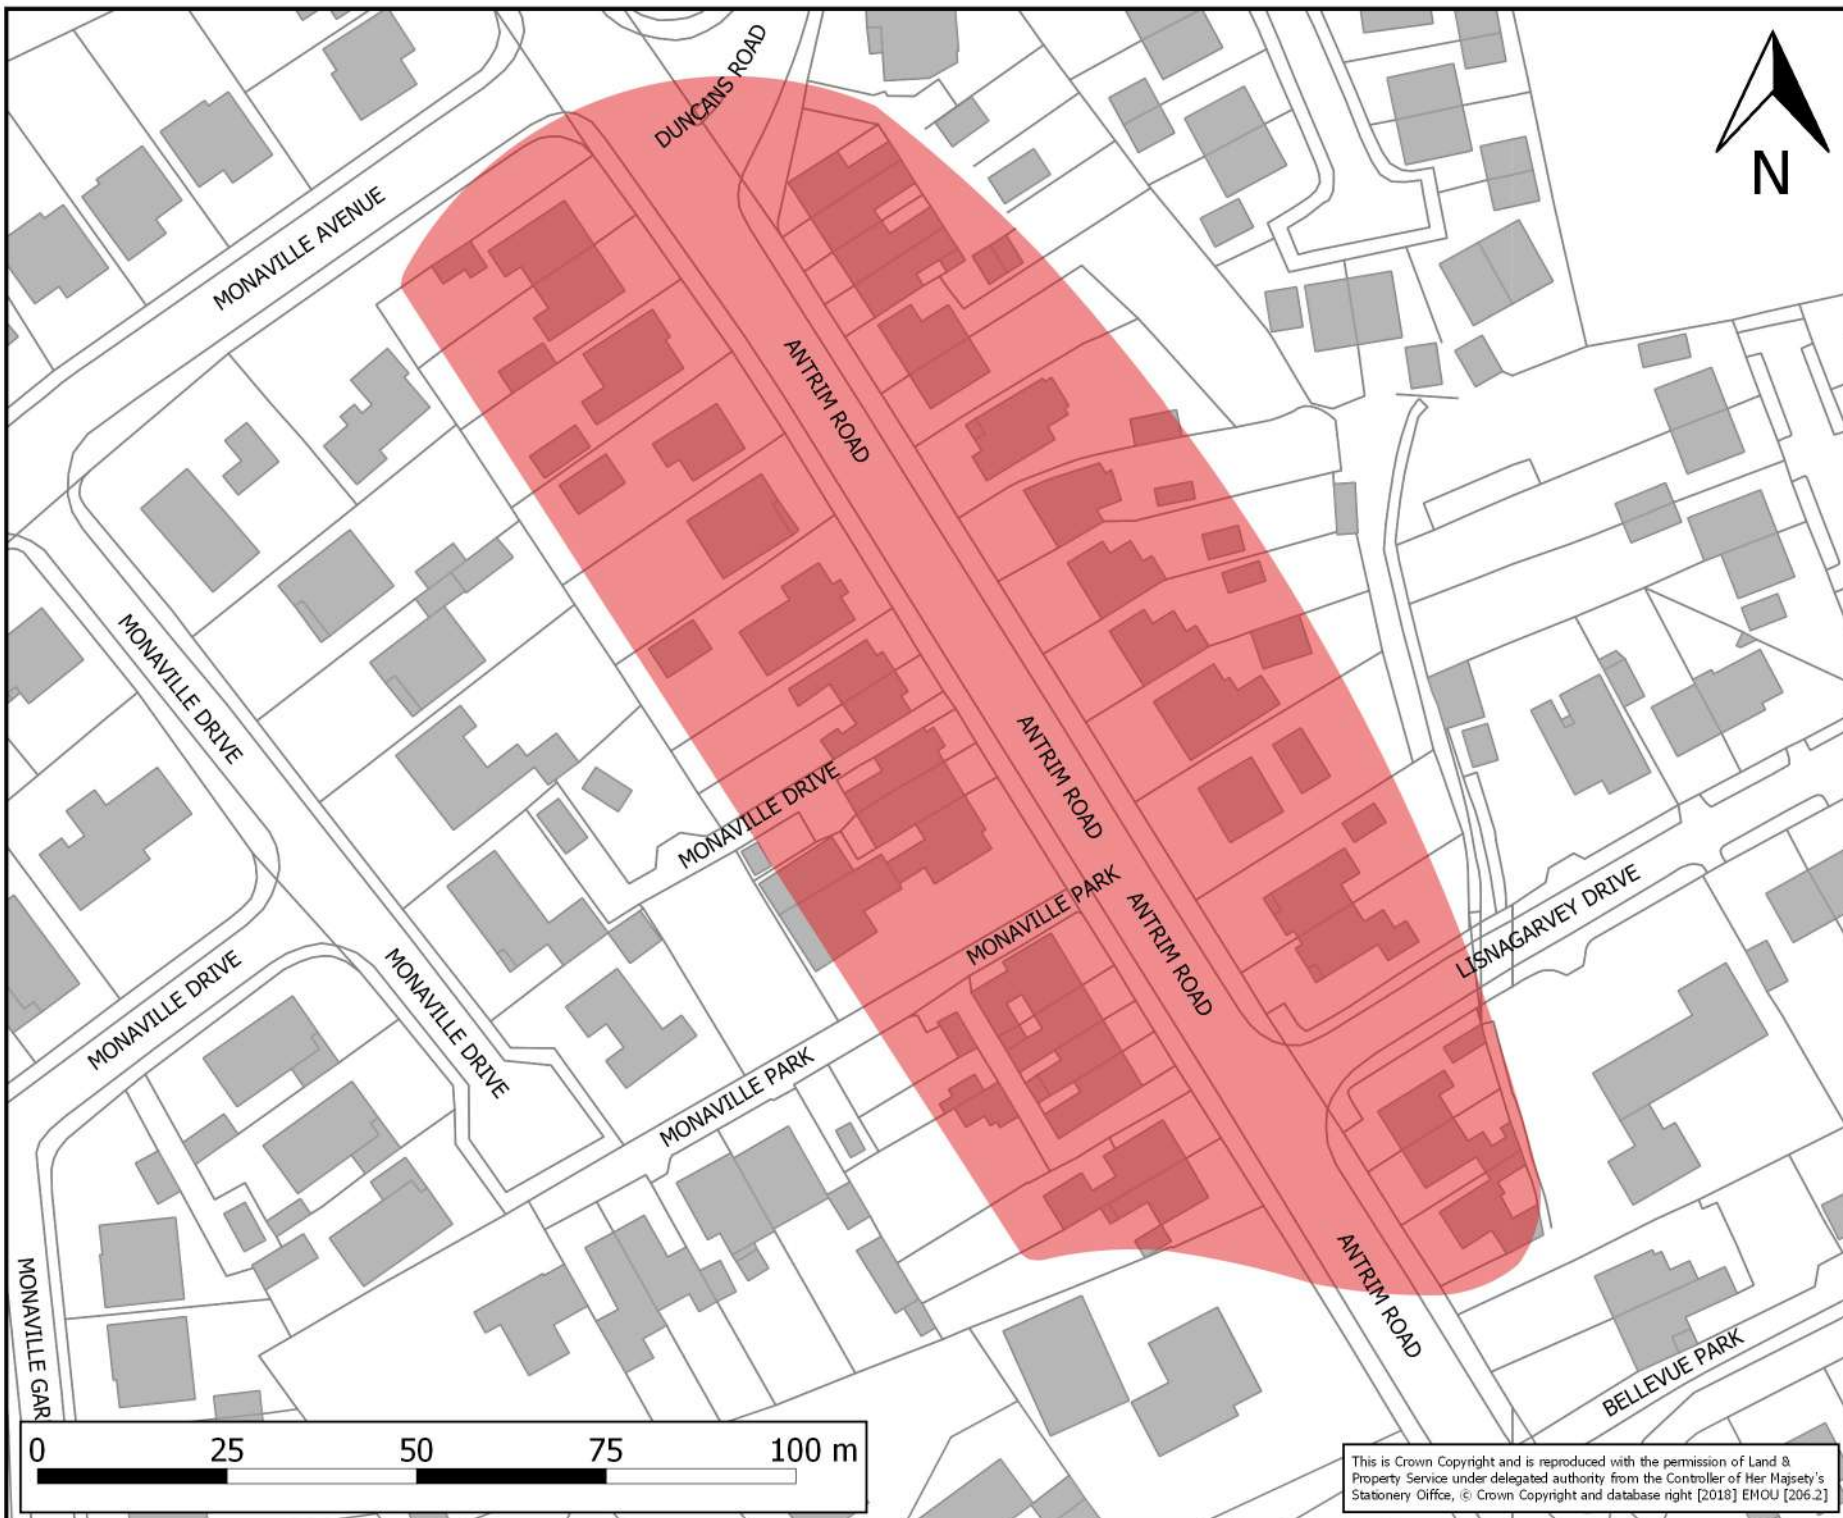 DUNCANS ROAD
N
MONAVILLE AVENUE
ANTRIM ROAD
MONAVILLE DRIVE
ANTRIM ROAD
MONAVILLE DRIVE
MONAVILLE PARK
ANTRIM ROAD
LISNAGARVEY DRIVE
MONAVILLE DRIVE
MONAVILLE DRIVE
MONAVILLE PARK
ANTRIM ROAD
MONAVILLE GAR
BELLEVUE PARK
0 25 50 75 100 m
This is Crown Copyright and is reproduced with the permission of Land &
Property Service under delegated authority from the Controller of Her Majsety's
Stationery Oiffce, © Crown Copyright and database right [2018] EMOU [206.2]